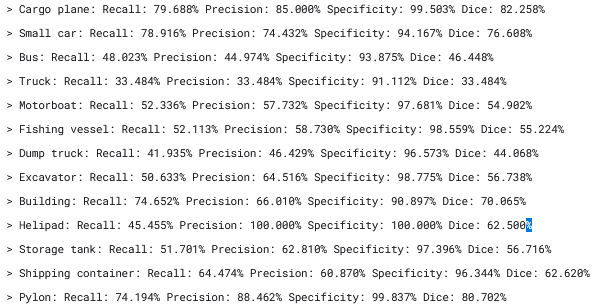 > Cargo plane: Recall: 79.688% Precision: 85.000% Specificity: 99.503% Dice: 82.258%
> Small car: Recall: 78.916% Precision: 74.432% Specificity: 94.167% Dice: 76.608%
> Bus: Recall: 48.023% Precision: 44.974% Specificity: 93.875% Dice: 46.448%
> Truck: Recall: 33.484% Precision: 33.484% Specificity: 91.112% Dice: 33.484%
> Motorboat: Recall: 52.336% Precision: 57.732% Specificity: 97.681% Dice: 54.902%
> Fishing vessel: Recall: 52.113% Precision: 58.730% Specificity: 98.559% Dice: 55.224%
> Dump truck: Recall: 41.935% Precision: 46.429% Specificity: 96.573% Dice: 44.068%
> Excavator: Recall: 50.633% Precision: 64.516% Specificity: 98.775% Dice: 56.738%
> Building: Recall: 74.652% Precision: 66.010% Specificity: 90.897% Dice: 70.065%
> Helipad: Recall: 45.455% Precision: 100.000% Specificity: 100.000% Dice: 62.500%
> Storage tank: Recall: 51.701% Precision: 62.810% Specificity: 97.396% Dice: 56.716%
> Shipping container: Recall: 64.474% Precision: 60.870% Specificity: 96.344% Dice: 62.620%
> Pylon: Recall: 74.194% Precision: 88.462% Specificity: 99.837% Dice: 80.702%